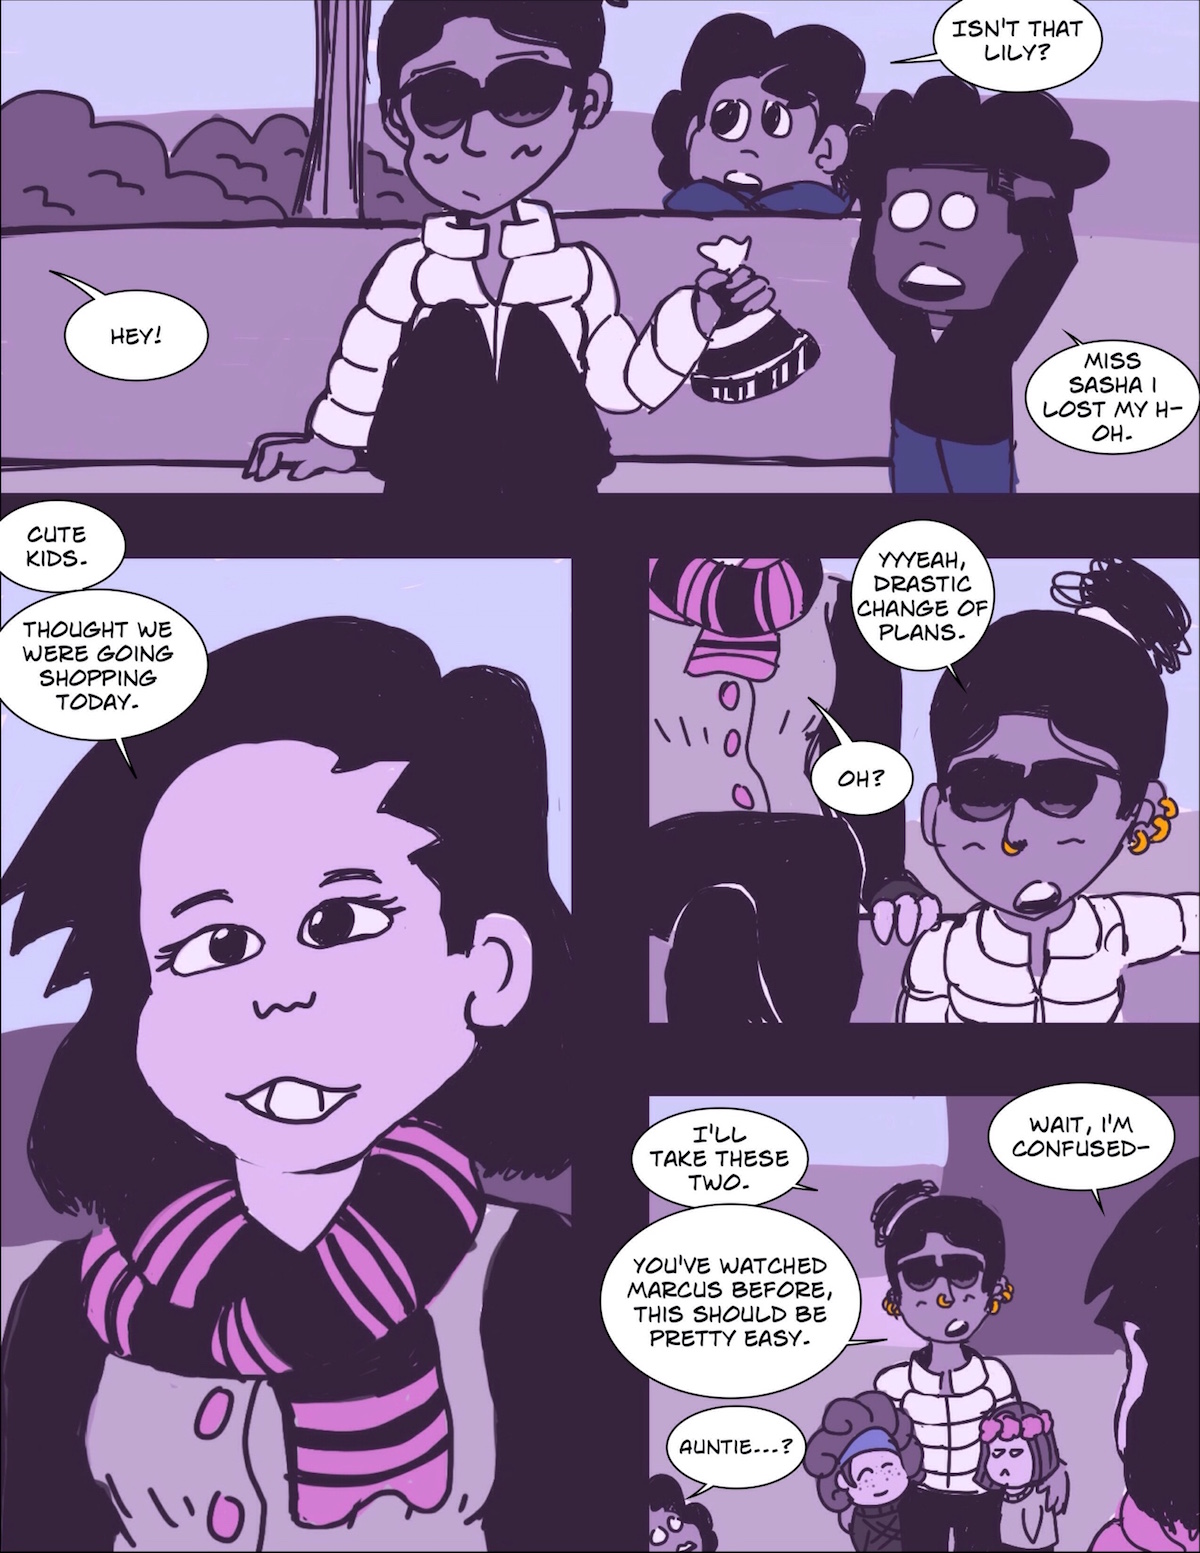 ISN'T THAT
LILY?
HEY!
MISS
SASHA I
LOST MY H-
OH.
CUTE
KIDS.
THOUGHT WE
WERE GOING
SHOPPING
TODAY.
YYYEAH,
DRASTIC
CHANGE OF
PLANS.
OH?
I'LL
TAKE THESE
TWO.
WAIT, I'M
CONFUSED-
YOU'VE WATCHED
MARCUS BEFORE,
THIS SHOULD BE
PRETTY EASY.
AUNTIE...?